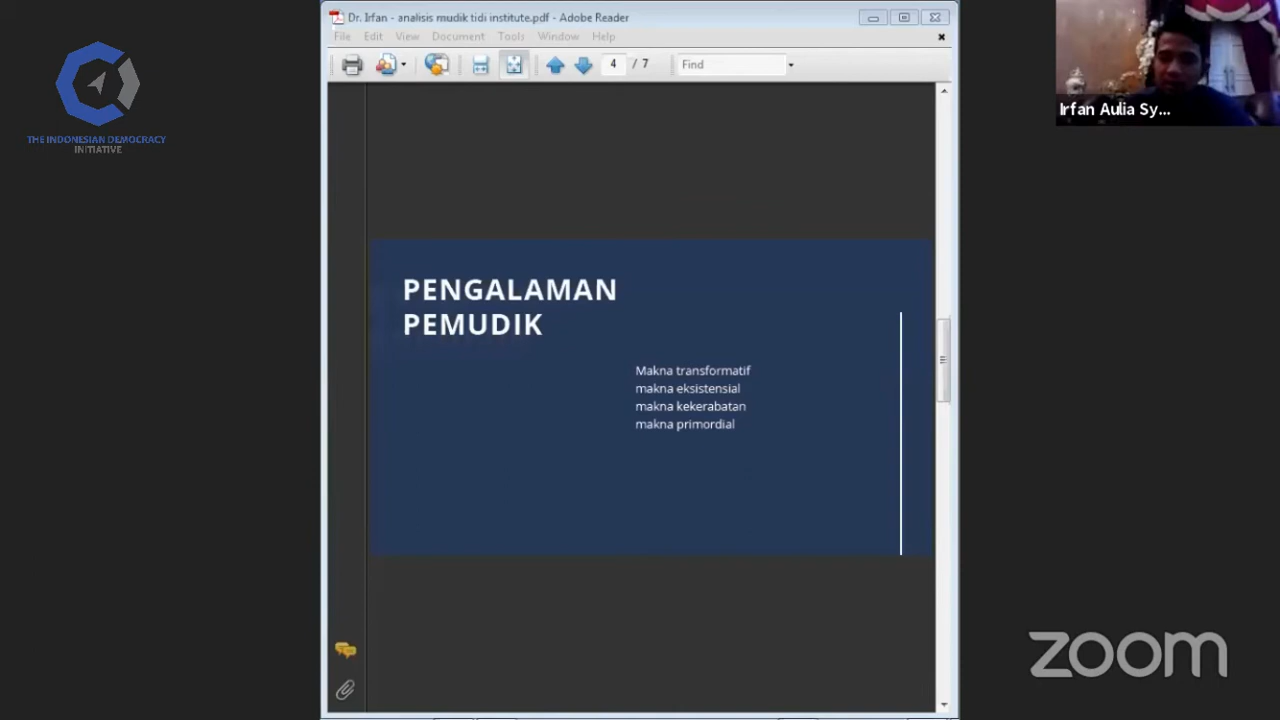 Dr. Irfan - analisis mudik tidi institute.pdf - Adobe Reader
File Edit View Document Tools Window Help
4 / 7 Find
THE INDONESIAN DEMOCRACY
INITIATIVE
Irfan Aulia Sy...
PENGALAMAN
PEMUDIK
Makna transformatif
makna eksistensial
makna kekerabatan
makna primordial
zoom